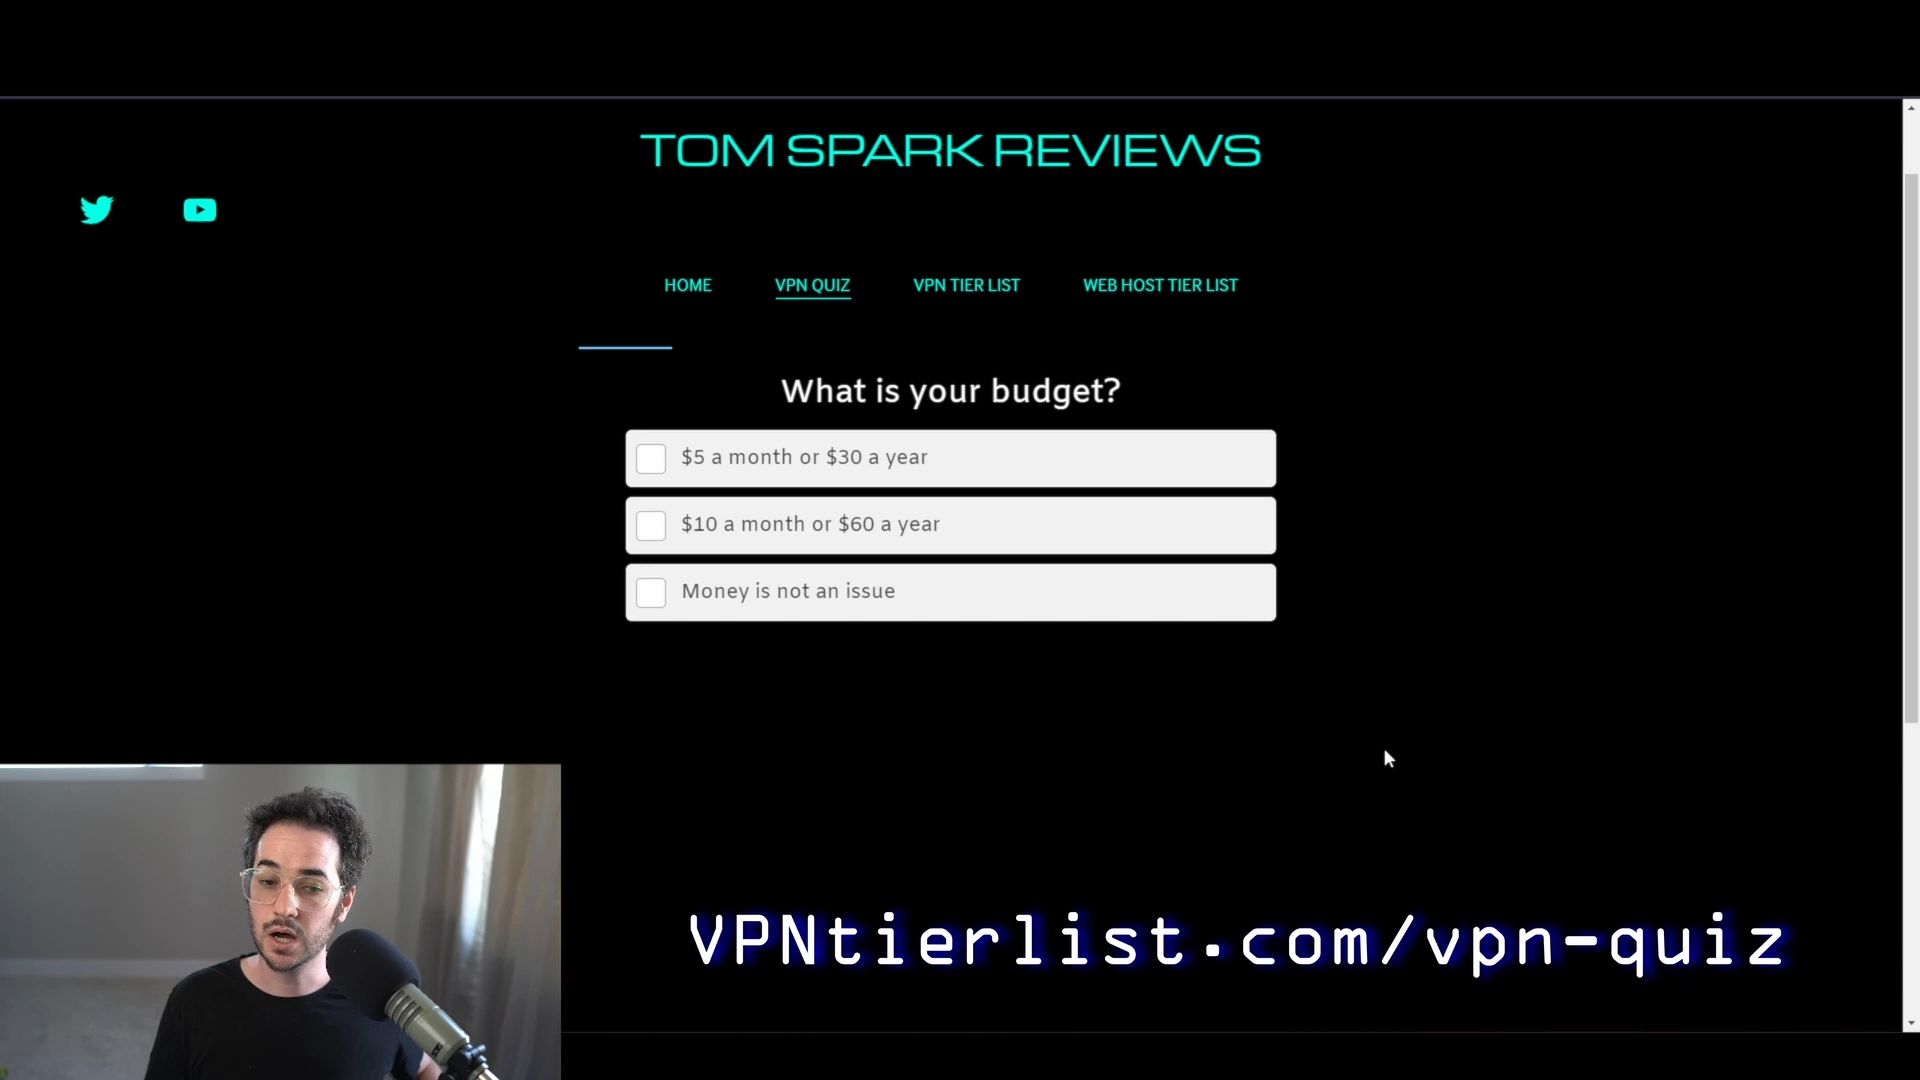 TOM SPARK REVIEWS
HOME VPN QUIZ VPN TIER LIST WEB HOST TIER LIST
What is your budget?
$5 a month or $30 a year
$10 a month or $60 a year
Money is not an issue
VPNtierlist.com/vpn-quiz